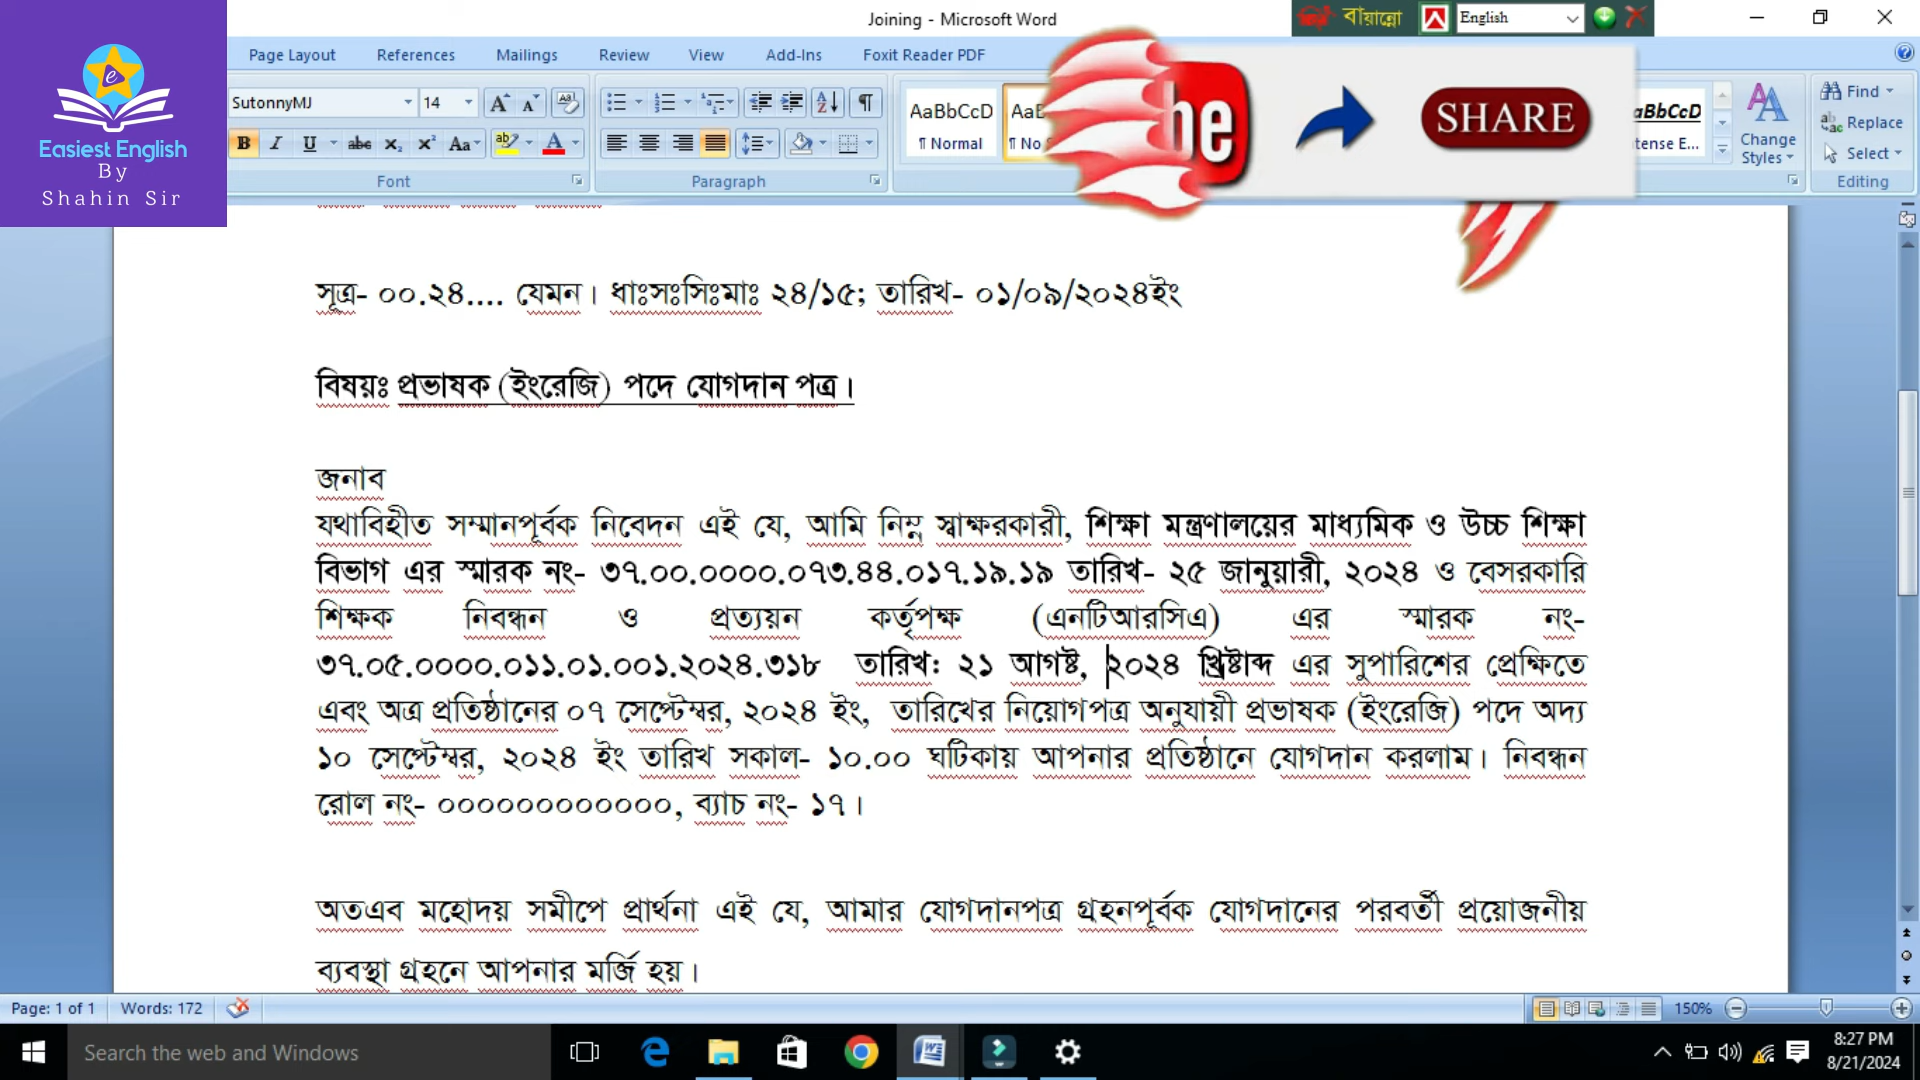 Joining - Microsoft Word
বায়ান্নো
English
Page Layout References Mailings Review View Add-Ins Foxit Reader PDF
SutonnyMJ 14
AaBbCcD
¶ Normal
¶ No
be
SHARE
Change
Styles
Find
Replace
Select
Font
Paragraph
Editing
e
Easiest English
By
Shahin Sir
সূত্র- ০০.২৪.... যেমন। ধাঃসঃসিঃমাঃ ২৪/১৫; তারিখ- ০১/০৯/২০২৪ইং
বিষয়ঃ প্রভাষক (ইংরেজি) পদে যোগদান পত্র।
জনাব
যথাবিহীত সম্মানপূর্বক নিবেদন এই যে, আমি নিম্ন স্বাক্ষরকারী, শিক্ষা মন্ত্রণালয়ের মাধ্যমিক ও উচ্চ শিক্ষা
বিভাগ এর স্মারক নং- ৩৭.০০.০০০০.০৭৩.৪৪.০১৭.১৯.১৯ তারিখ- ২৫ জানুয়ারী, ২০২৪ ও বেসরকারি
শিক্ষক নিবন্ধন ও প্রত্যয়ন কর্তৃপক্ষ (এনটিআরসিএ) এর স্মারক নং-
৩৭.০৫.০০০০.০১১.০১.০০১.২০২৪.৩১৮ তারিখ: ২১ আগষ্ট, ২০২৪ খ্রিষ্টাব্দ এর সুপারিশের প্রেক্ষিতে
এবং অত্র প্রতিষ্ঠানের ০৭ সেপ্টেম্বর, ২০২৪ ইং, তারিখের নিয়োগপত্র অনুযায়ী প্রভাষক (ইংরেজি) পদে অদ্য
১০ সেপ্টেম্বর, ২০২৪ ইং তারিখ সকাল- ১০.০০ ঘটিকায় আপনার প্রতিষ্ঠানে যোগদান করলাম। নিবন্ধন
রোল নং- ০০০০০০০০০০০০, ব্যাচ নং- ১৭।
অতএব মহোদয় সমীপে প্রার্থনা এই যে, আমার যোগদানপত্র গ্রহনপূর্বক যোগদানের পরবর্তী প্রয়োজনীয়
ব্যবস্থা গ্রহনে আপনার মর্জি হয়।
Page: 1 of 1 Words: 172
150%
Search the web and Windows
8:27 PM
8/21/2024